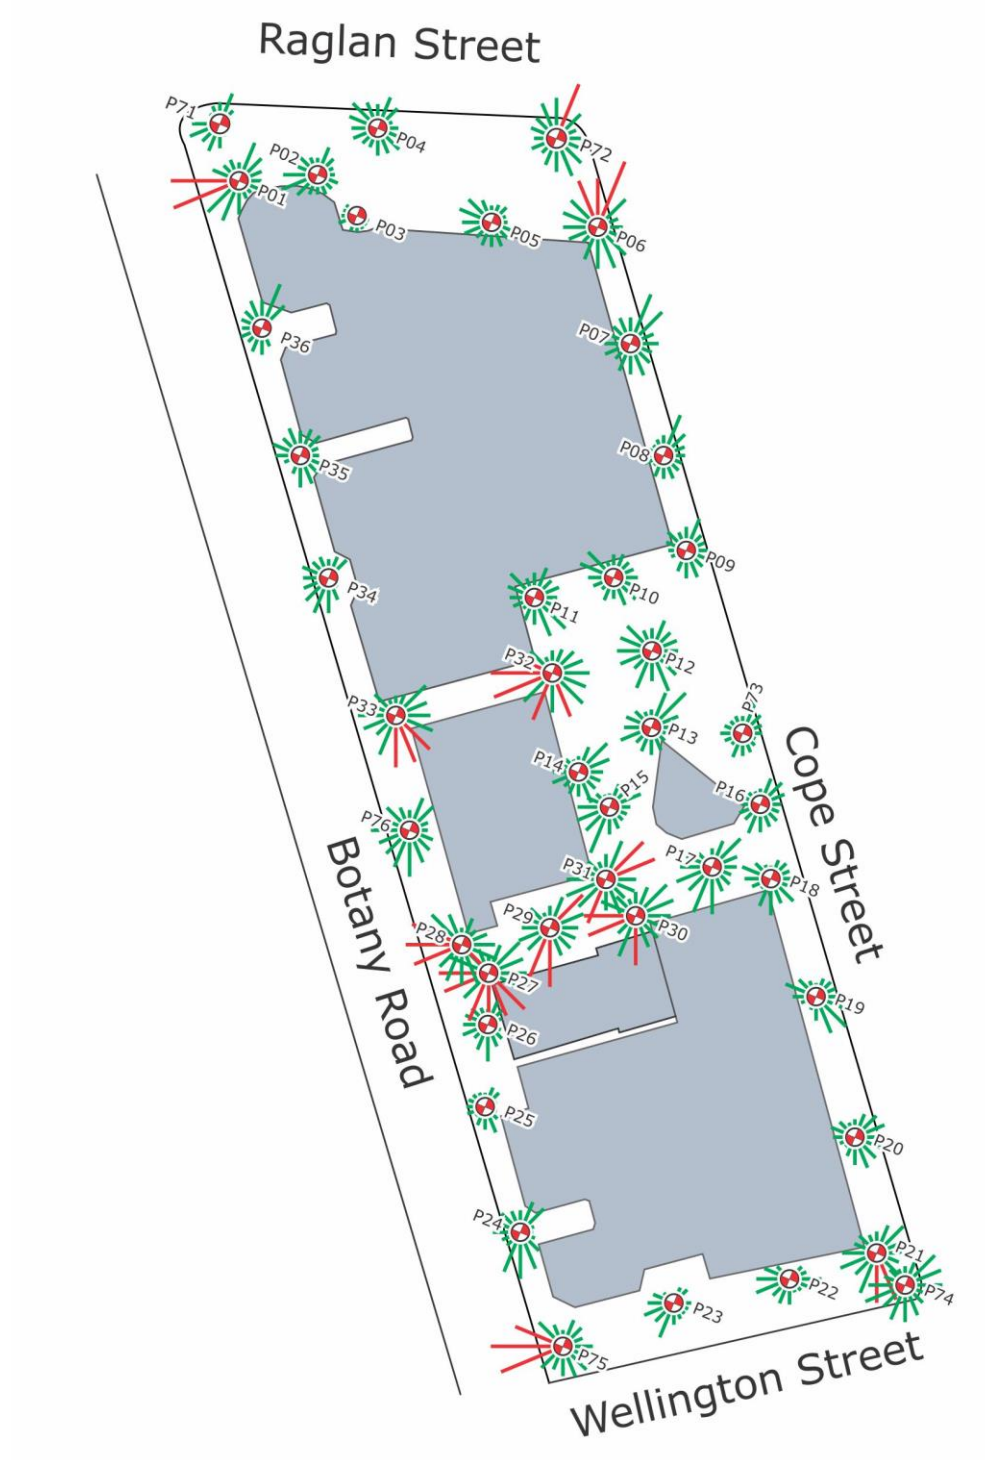 Raglan Street
P71
P04
P72
P02
P01
P03
P05
P06
P36
P07
P35
P08
P34
P09
P10
P11
P12
P32
P33
P13
P73
P14
P15
P16
P76
P31
P17
P18
Cope Street
Botany Road
P28
P29
P30
P27
P19
P26
P25
P20
P24
P21
P22
P74
P23
P75
Wellington Street